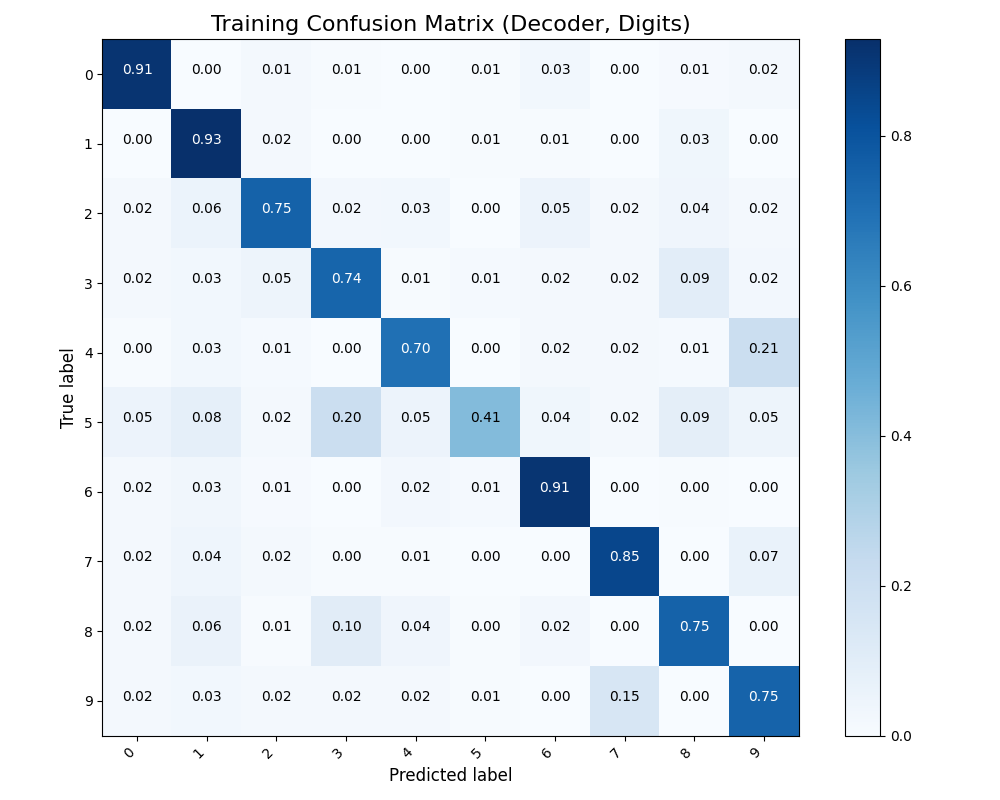 Training Confusion Matrix (Decoder, Digits)
0 0.91 0.00 0.01 0.01 0.00 0.01 0.03 0.00 0.01 0.02
1 0.00 0.93 0.02 0.00 0.00 0.01 0.01 0.00 0.03 0.00
2 0.02 0.06 0.75 0.02 0.03 0.00 0.05 0.02 0.04 0.02
3 0.02 0.03 0.05 0.74 0.01 0.01 0.02 0.02 0.09 0.02
4 0.00 0.03 0.01 0.00 0.70 0.00 0.02 0.02 0.01 0.21
5 0.05 0.08 0.02 0.20 0.05 0.41 0.04 0.02 0.09 0.05
6 0.02 0.03 0.01 0.00 0.02 0.01 0.91 0.00 0.00 0.00
7 0.02 0.04 0.02 0.00 0.01 0.00 0.00 0.85 0.00 0.07
8 0.02 0.06 0.01 0.10 0.04 0.00 0.02 0.00 0.75 0.00
9 0.02 0.03 0.02 0.02 0.02 0.01 0.00 0.15 0.00 0.75
0 1 2 3 4 5 6 7 8 9
Predicted label
True label
0.8
0.6
0.4
0.2
0.0